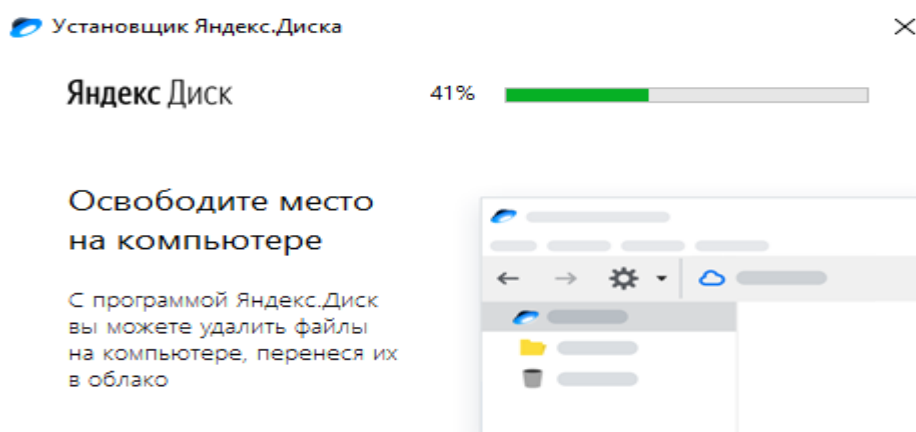 Установщик Яндекс.Диска
Яндекс Диск
41%
Освободите место
на компьютере
С программой Яндекс.Диск
вы можете удалить файлы
на компьютере, перенеся их
в облако